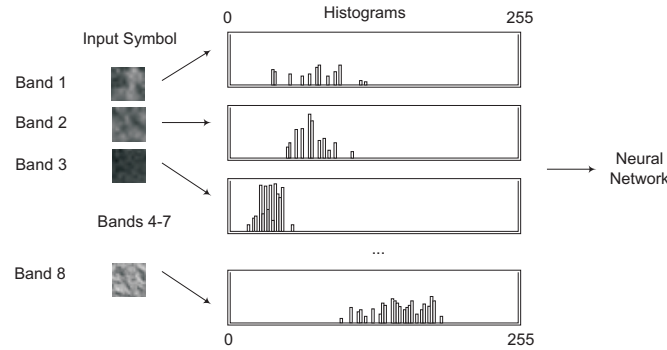 0 Histograms 255
Input Symbol
Band 1
Band 2
Band 3
Neural
Network
Bands 4-7
...
Band 8
0 255